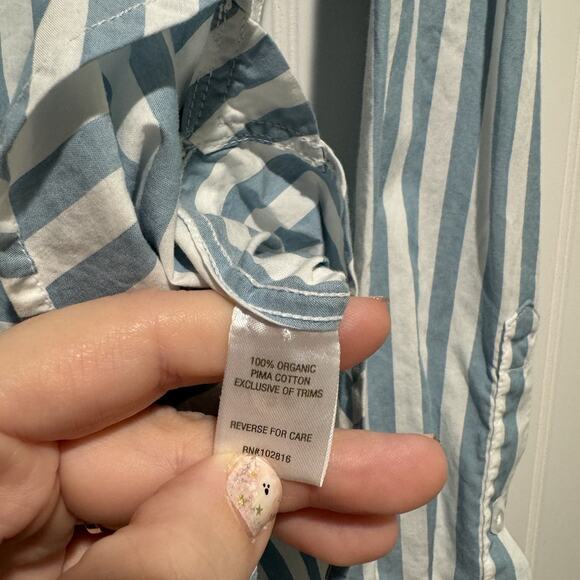 100% ORGANIC
PIMA COTTON
EXCLUSIVE OF TRIMS
REVERSE FOR CARE
RN#102816